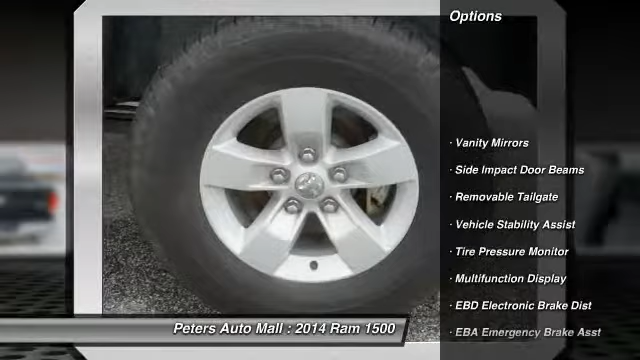 Options
· Vanity Mirrors
· Side Impact Door Beams
· Removable Tailgate
· Vehicle Stability Assist
· Tire Pressure Monitor
· Multifunction Display
· EBD Electronic Brake Dist
· EBA Emergency Brake Asst
Peters Auto Mall : 2014 Ram 1500